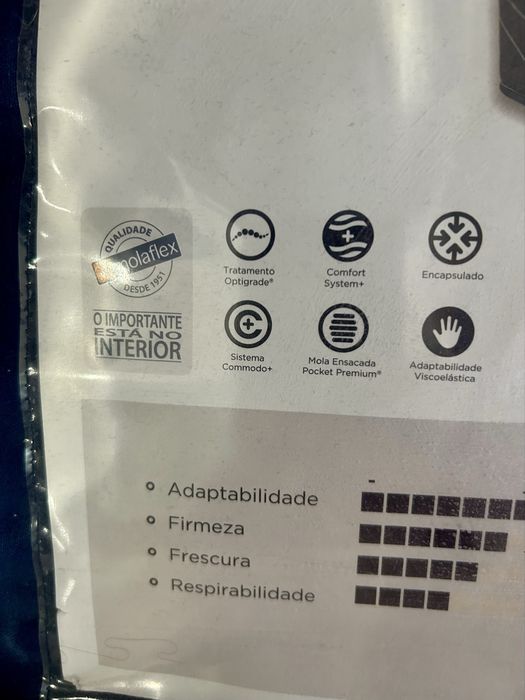 QUALIDADE
molaflex
DESDE 1951
O IMPORTANTE
ESTÁ NO
INTERIOR
Tratamento
Optigrade®
Comfort
System+
Encapsulado
Sistema
Commodo+
Mola Ensacada
Pocket Premium®
Adaptabilidade
Viscoelástica
Adaptabilidade
Firmeza
Frescura
Respirabilidade